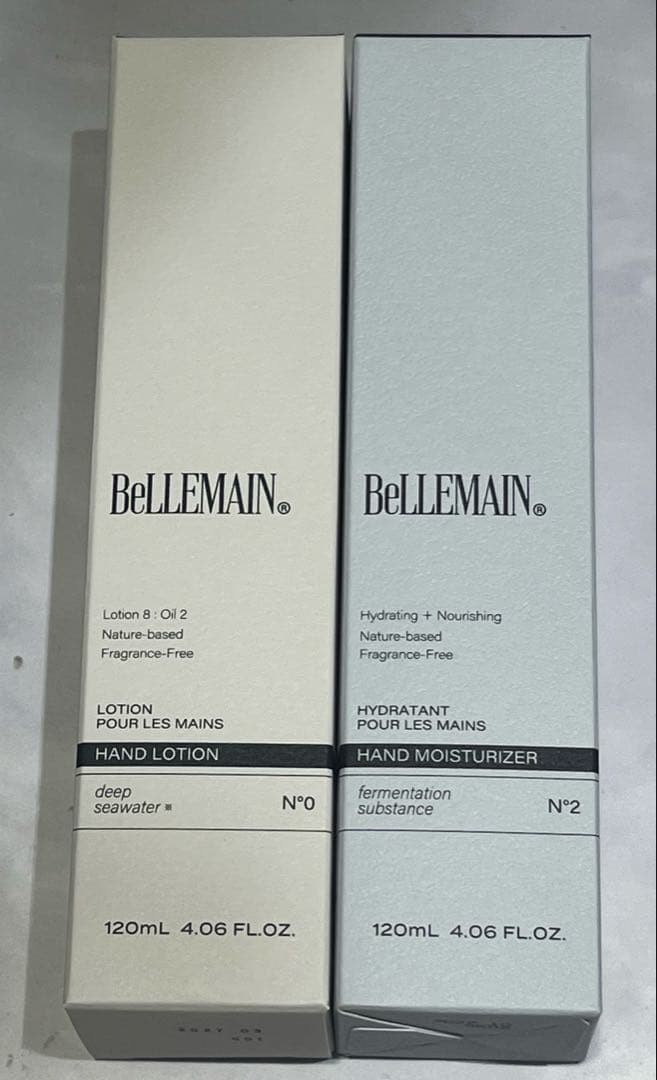 BeLLEMAIN®
Lotion 8 : Oil 2
Nature-based
Fragrance-Free
LOTION
POUR LES MAINS
HAND LOTION
deep
seawater ※
N°0
120mL 4.06 FL.OZ.
BeLLEMAIN®
Hydrating + Nourishing
Nature-based
Fragrance-Free
HYDRATANT
POUR LES MAINS
HAND MOISTURIZER
fermentation
substance
N°2
120mL 4.06 FL.OZ.